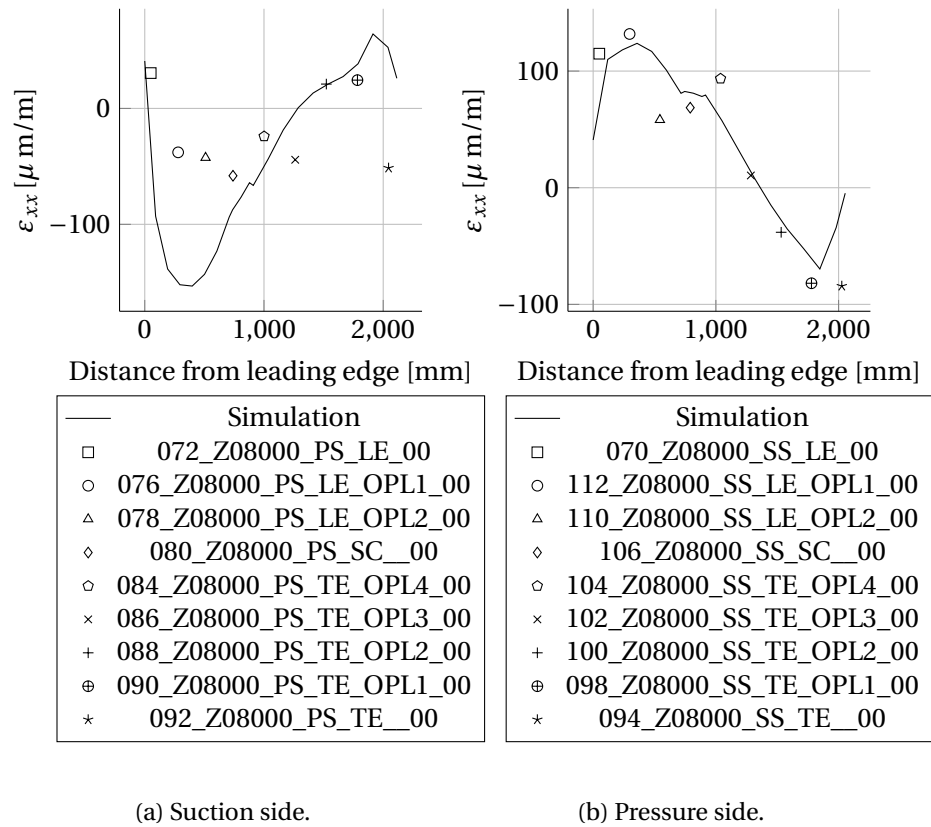 0
−100
0
1,000
2,000
ε_xx [μ m/m]
Distance from leading edge [mm]
Simulation
072_Z08000_PS_LE_00
076_Z08000_PS_LE_OPL1_00
078_Z08000_PS_LE_OPL2_00
080_Z08000_PS_SC__00
084_Z08000_PS_TE_OPL4_00
086_Z08000_PS_TE_OPL3_00
088_Z08000_PS_TE_OPL2_00
090_Z08000_PS_TE_OPL1_00
092_Z08000_PS_TE__00
(a) Suction side.
100
0
−100
0
1,000
2,000
ε_xx [μ m/m]
Distance from leading edge [mm]
Simulation
070_Z08000_SS_LE_00
112_Z08000_SS_LE_OPL1_00
110_Z08000_SS_LE_OPL2_00
106_Z08000_SS_SC__00
104_Z08000_SS_TE_OPL4_00
102_Z08000_SS_TE_OPL3_00
100_Z08000_SS_TE_OPL2_00
098_Z08000_SS_TE_OPL1_00
094_Z08000_SS_TE__00
(b) Pressure side.